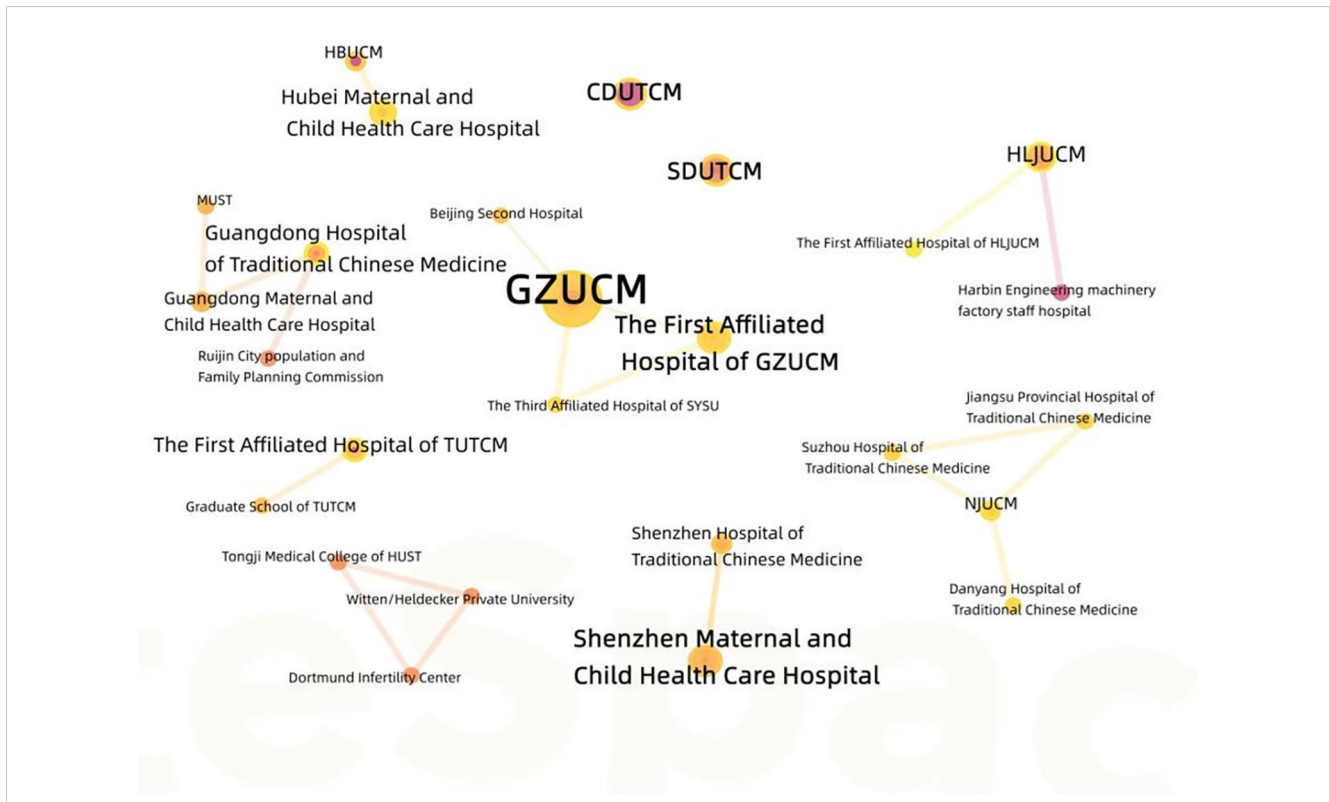 HBUCM
Hubei Maternal and
Child Health Care Hospital
CDUTCM
SDUTCM
HLJUCM
The First Affiliated Hospital of HLJUCM
Harbin Engineering machinery
factory staff hospital
MUST
Guangdong Hospital
of Traditional Chinese Medicine
Guangdong Maternal and
Child Health Care Hospital
Ruijin City population and
Family Planning Commission
Beijing Second Hospital
GZUCM
The First Affiliated
Hospital of GZUCM
The Third Affiliated Hospital of SYSU
Jiangsu Provincial Hospital of
Traditional Chinese Medicine
Suzhou Hospital of
Traditional Chinese Medicine
NJUCM
Danyang Hospital of
Traditional Chinese Medicine
The First Affiliated Hospital of TUTCM
Graduate School of TUTCM
Tongji Medical College of HUST
Witten/Heldecker Private University
Dortmund Infertility Center
Shenzhen Hospital of
Traditional Chinese Medicine
Shenzhen Maternal and
Child Health Care Hospital